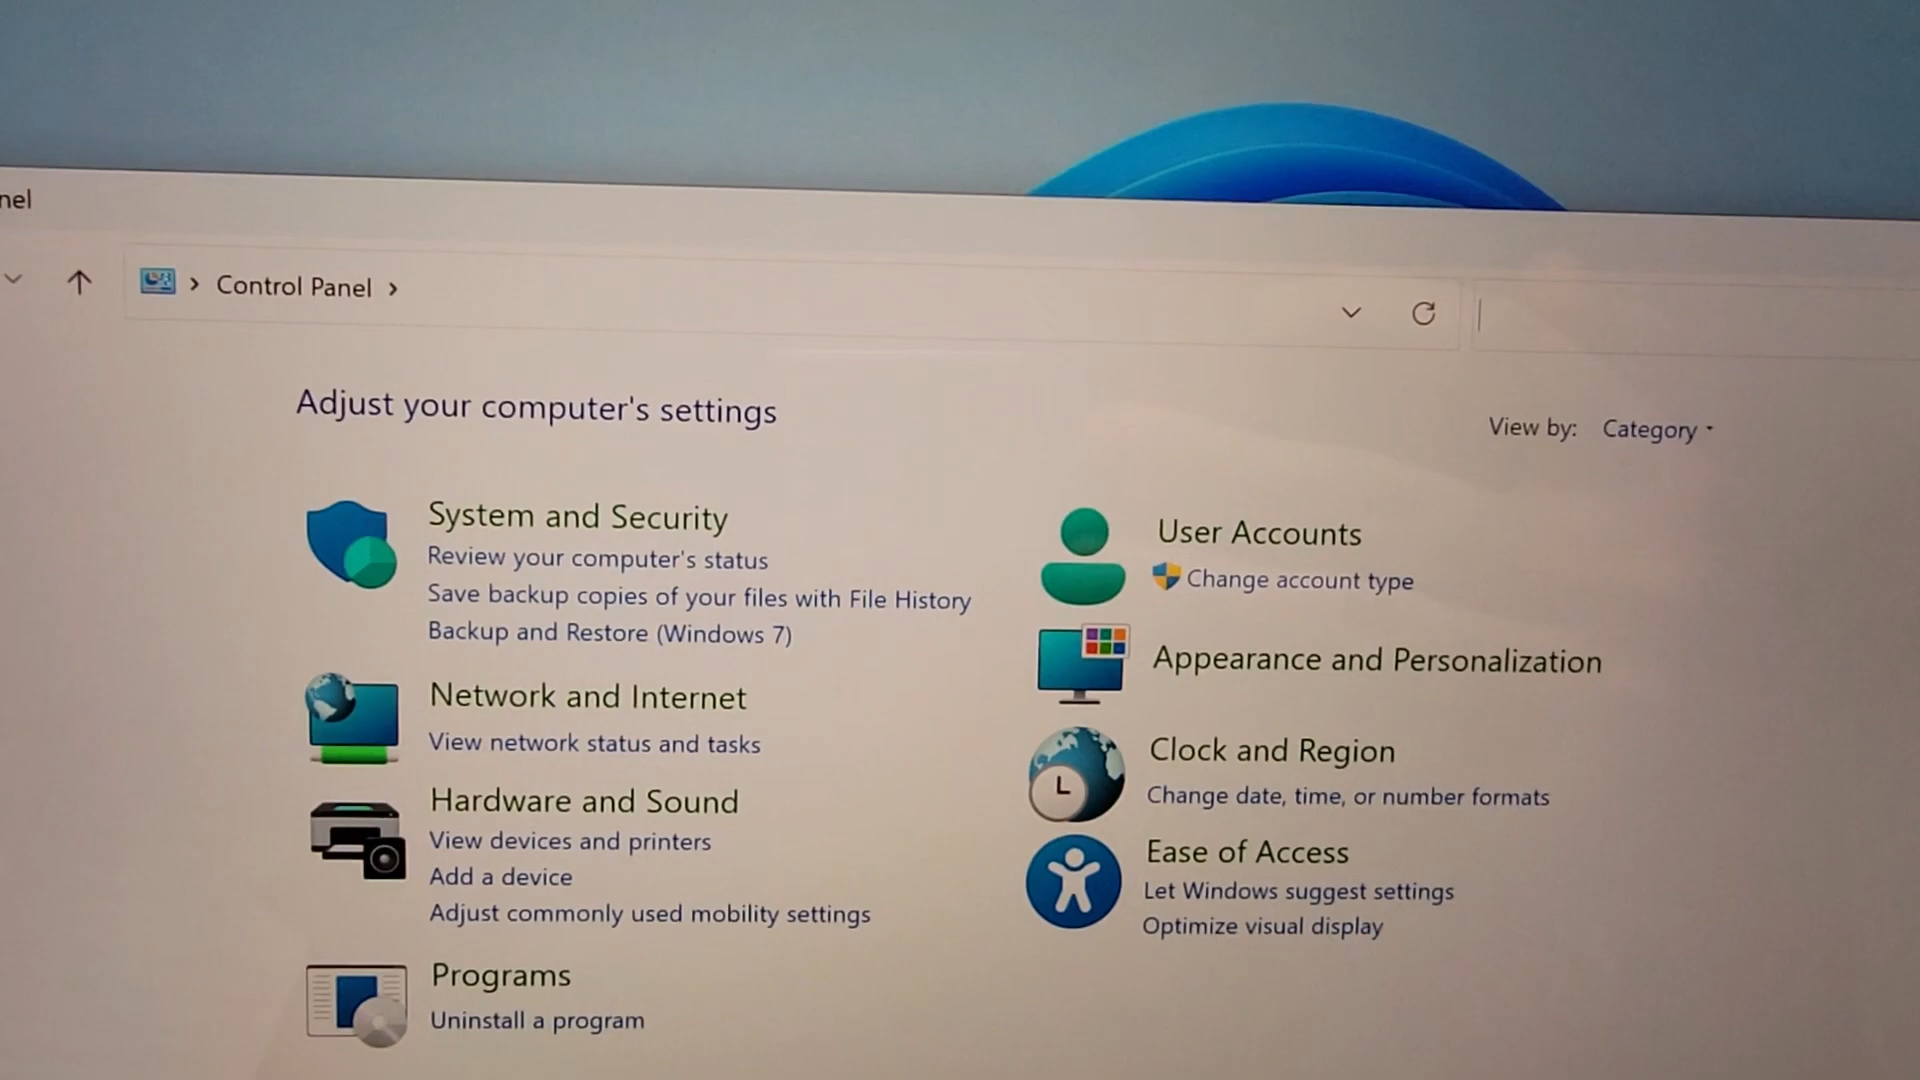 nel
Control Panel
Adjust your computer's settings
View by: Category
System and Security
Review your computer's status
Save backup copies of your files with File History
Backup and Restore (Windows 7)
Network and Internet
View network status and tasks
Hardware and Sound
View devices and printers
Add a device
Adjust commonly used mobility settings
Programs
Uninstall a program
User Accounts
Change account type
Appearance and Personalization
Clock and Region
Change date, time, or number formats
Ease of Access
Let Windows suggest settings
Optimize visual display